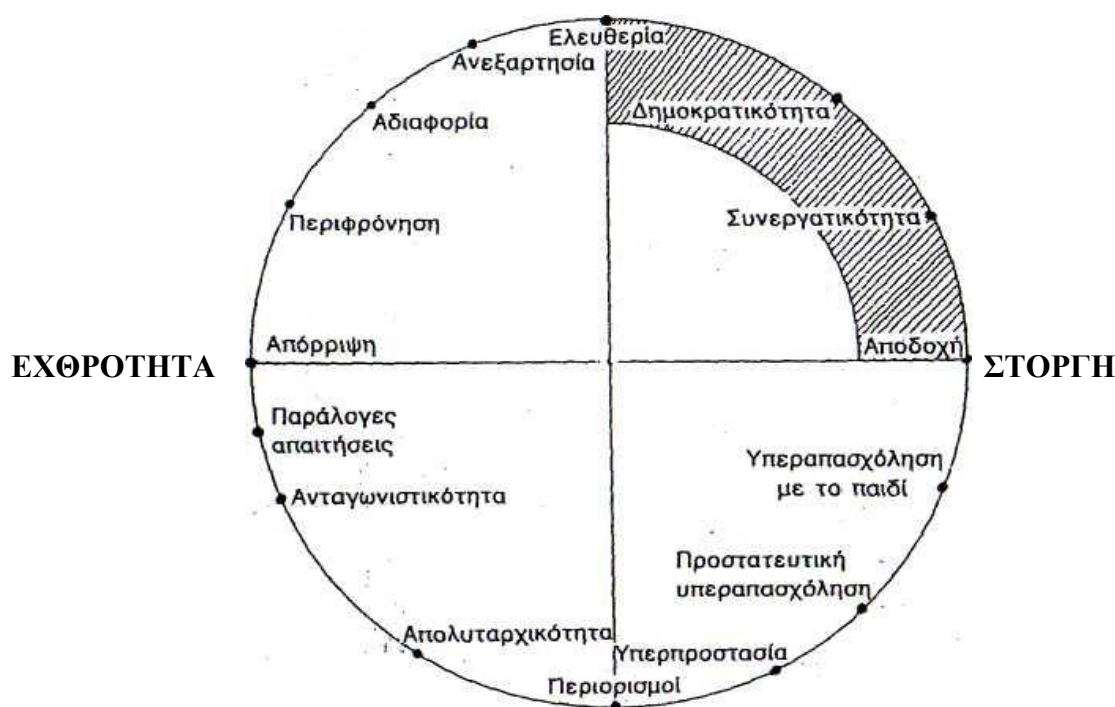 Ελευθερία
Ανεξαρτησία
Δημοκρατικότητα
Αδιαφορία
Συνεργατικότητα
Περιφρόνηση
Απόρριψη
Αποδοχή
ΕΧΘΡΟΤΗΤΑ
ΣΤΟΡΓΗ
Παράλογες
απαιτήσεις
Υπεραπασχόληση
με το παιδί
Ανταγωνιστικότητα
Προστατευτική
υπεραπασχόληση
Απολυταρχικότητα
Υπερπροστασία
Περιορισμοί